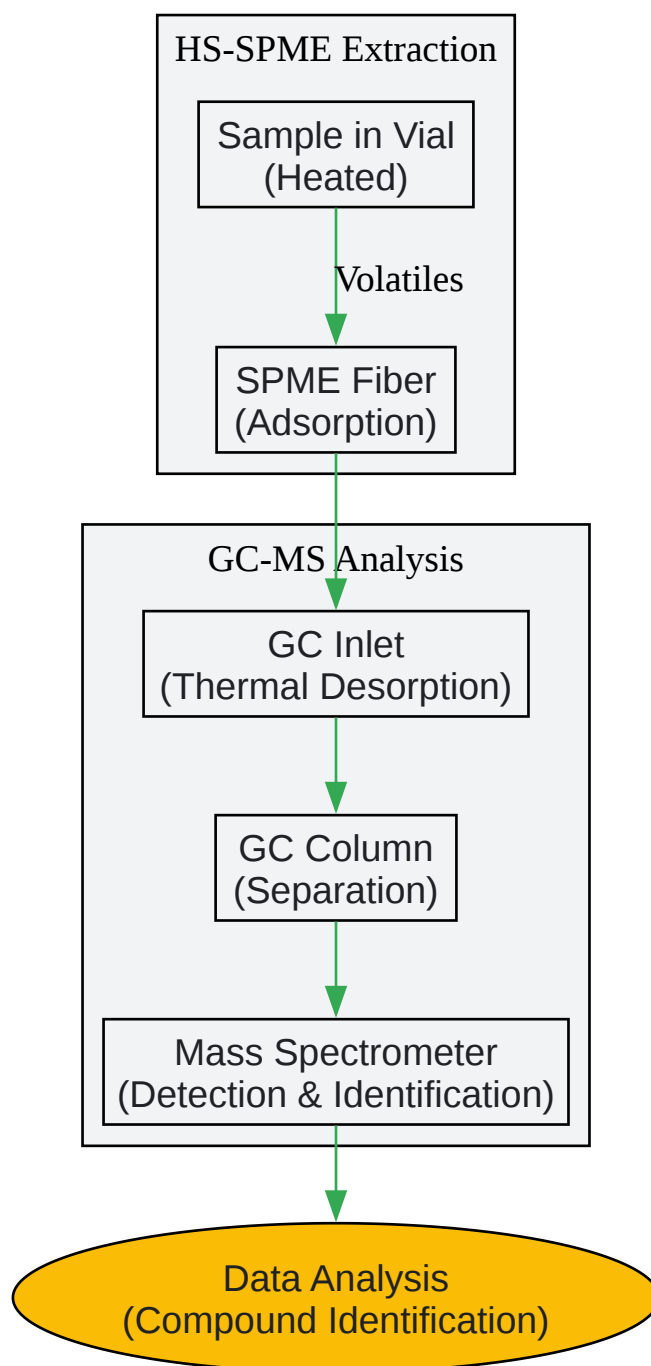 HS-SPME Extraction
Sample in Vial
(Heated)
Volatiles
SPME Fiber
(Adsorption)
GC-MS Analysis
GC Inlet
(Thermal Desorption)
GC Column
(Separation)
Mass Spectrometer
(Detection & Identification)
Data Analysis
(Compound Identification)